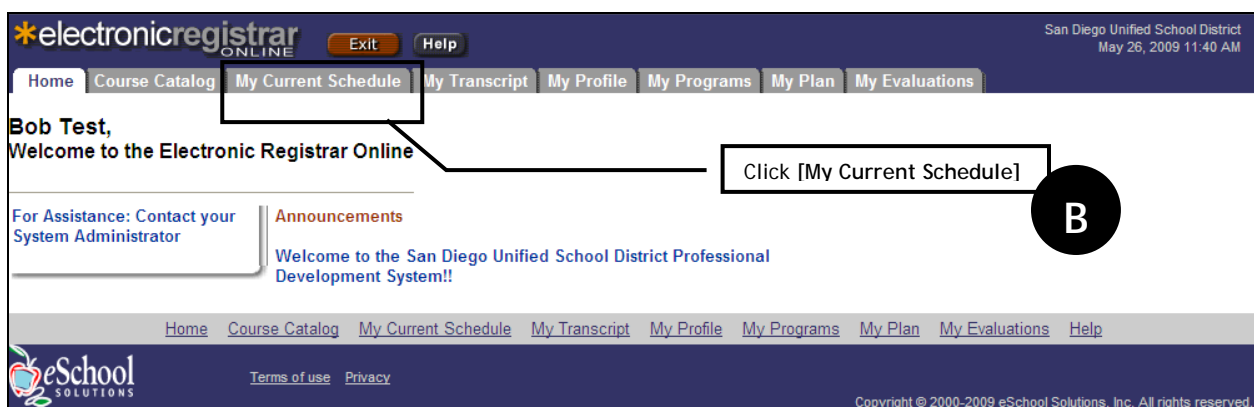 *electronicregistrar
ONLINE
Exit
Help
San Diego Unified School District
May 26, 2009 11:40 AM
Home Course Catalog My Current Schedule My Transcript My Profile My Programs My Plan My Evaluations
Bob Test,
Welcome to the Electronic Registrar Online
Click [My Current Schedule]
B
For Assistance: Contact your
System Administrator
Announcements
Welcome to the San Diego Unified School District Professional
Development System!!
Home Course Catalog My Current Schedule My Transcript My Profile My Programs My Plan My Evaluations Help
eSchool
SOLUTIONS
Terms of use Privacy
Copyright © 2000-2009 eSchool Solutions, Inc. All rights reserved.